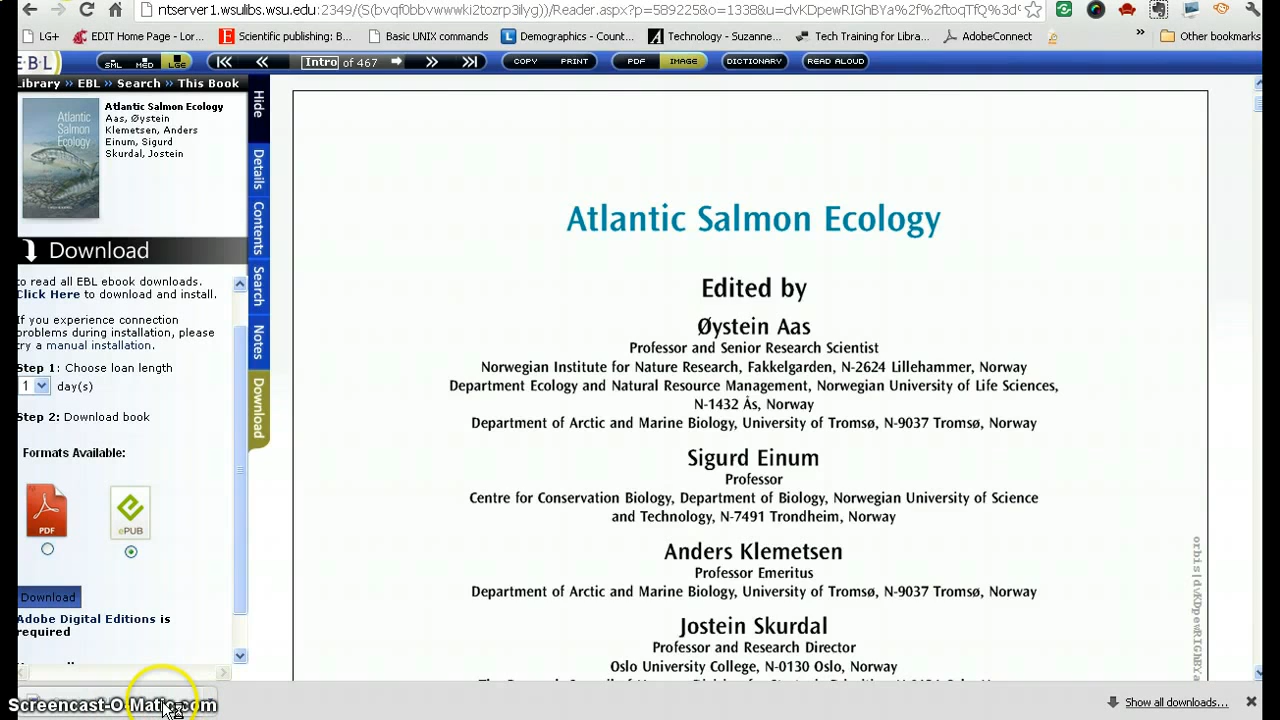 ntserver1.wsulibs.wsu.edu:2349/(S(bvqf0bbvwwwki2tozrp3ilyg))/Reader.aspx?p=589225&o=1338&u=dvKDpewRIGhBYa%2f%2ftoqTfQ%3d%
LG+ EDIT Home Page - Lor... Scientific publishing: B... Basic UNIX commands Demographics - Count... Technology - Suzanne... Tech Training for Libra... AdobeConnect » Other bookmarks
E·B·L SML MED LGE Intro of 467 COPY PRINT PDF IMAGE DICTIONARY READ ALOUD
Library » EBL » Search » This Book
Atlantic Salmon Ecology
Aas, Øystein
Klemetsen, Anders
Einum, Sigurd
Skurdal, Jostein
Atlantic
Salmon
Ecology
Hide
Details
Contents
Search
Notes
Download
Download
to read all EBL ebook downloads.
Click Here to download and install.
If you experience connection
problems during installation, please
try a manual installation.
Step 1: Choose loan length
1 day(s)
Step 2: Download book
Formats Available:
PDF
ePUB
Download
Adobe Digital Editions is
required
Atlantic Salmon Ecology
Edited by
Øystein Aas
Professor and Senior Research Scientist
Norwegian Institute for Nature Research, Fakkelgarden, N-2624 Lillehammer, Norway
Department Ecology and Natural Resource Management, Norwegian University of Life Sciences,
N-1432 Ås, Norway
Department of Arctic and Marine Biology, University of Tromsø, N-9037 Tromsø, Norway
Sigurd Einum
Professor
Centre for Conservation Biology, Department of Biology, Norwegian University of Science
and Technology, N-7491 Trondheim, Norway
Anders Klemetsen
Professor Emeritus
Department of Arctic and Marine Biology, University of Tromsø, N-9037 Tromsø, Norway
Jostein Skurdal
Professor and Research Director
Oslo University College, N-0130 Oslo, Norway
orbis|dvKDpewRIGhBYa
Screencast-O-Matic.com
Show all downloads...